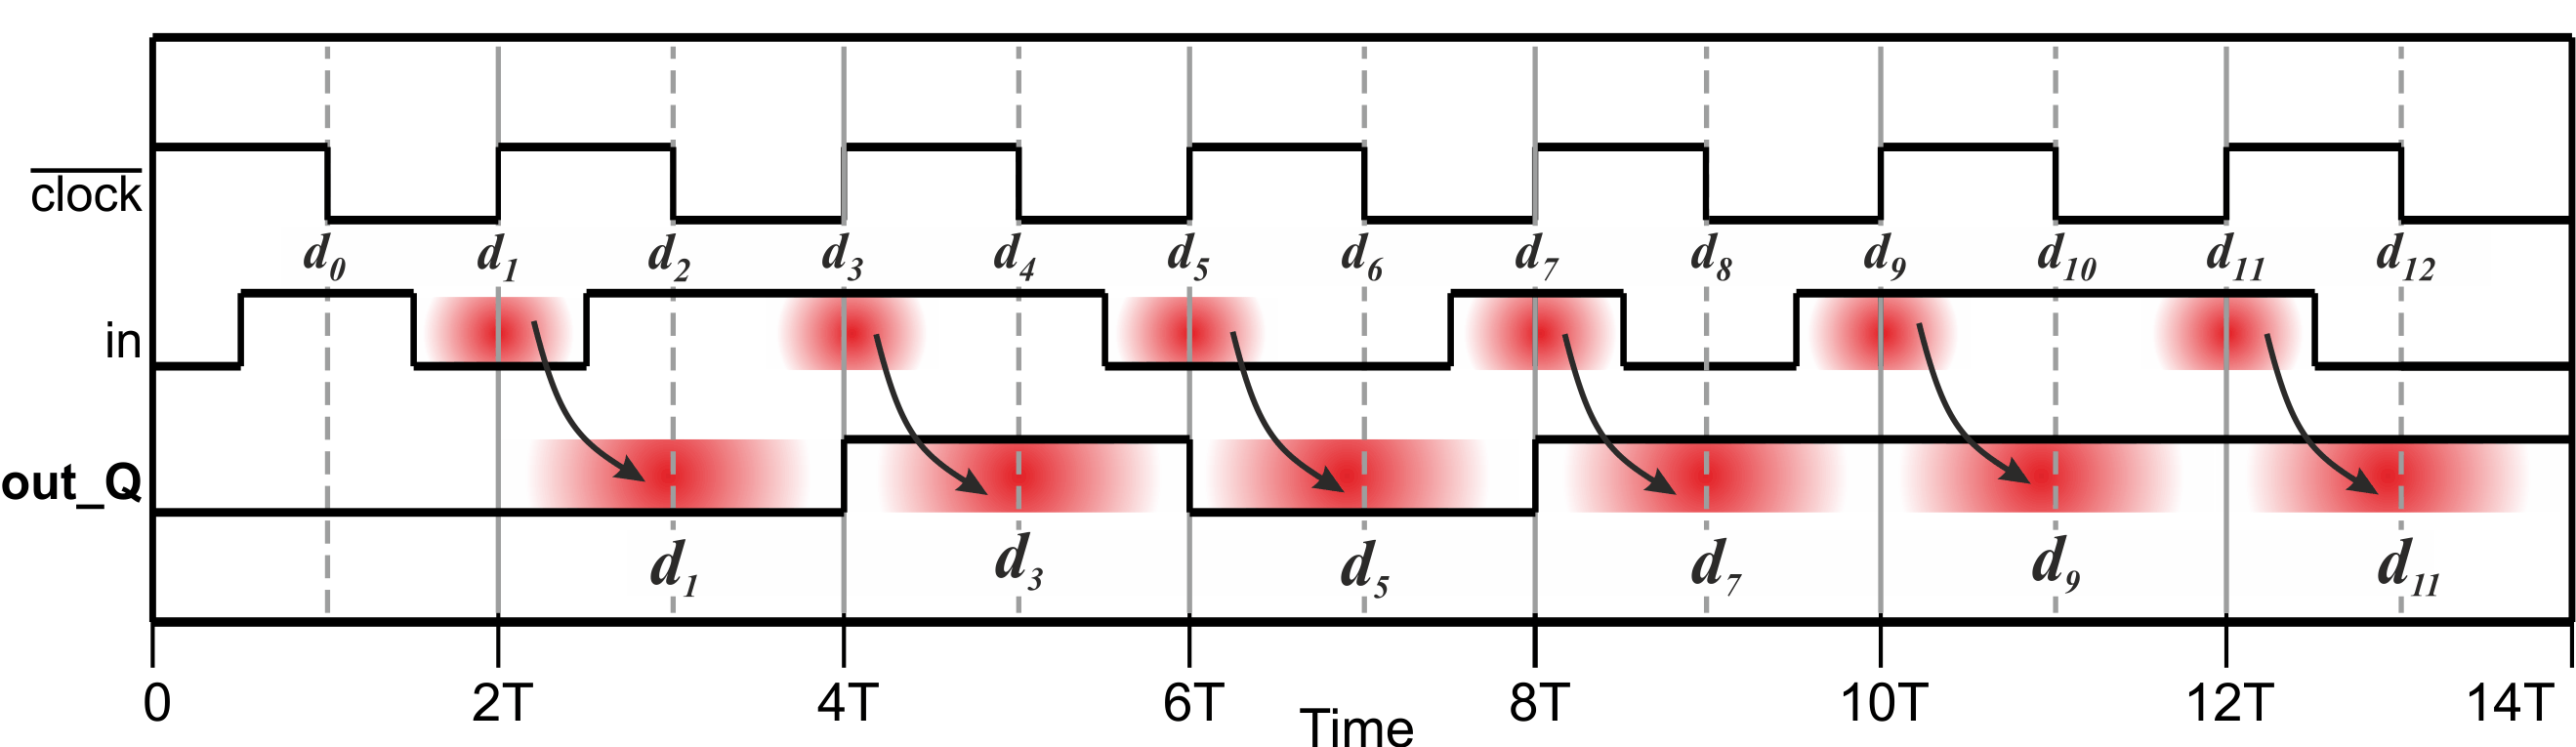 clock
d0 d1 d2 d3 d4 d5 d6 d7 d8 d9 d10 d11 d12
in
out_Q
d1 d3 d5 d7 d9 d11
0 2T 4T 6T 8T 10T 12T 14T
Time